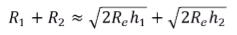 R₁ + R₂ ≈ √(2Rₑh₁) + √(2Rₑh₂)